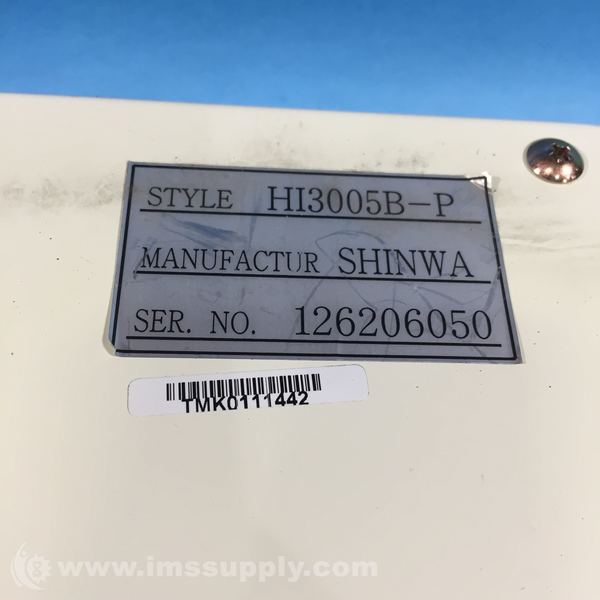 STYLE HI3005B-P
MANUFACTUR SHINWA
SER. NO. 126206050
TMK0111442
www.imssupply.com